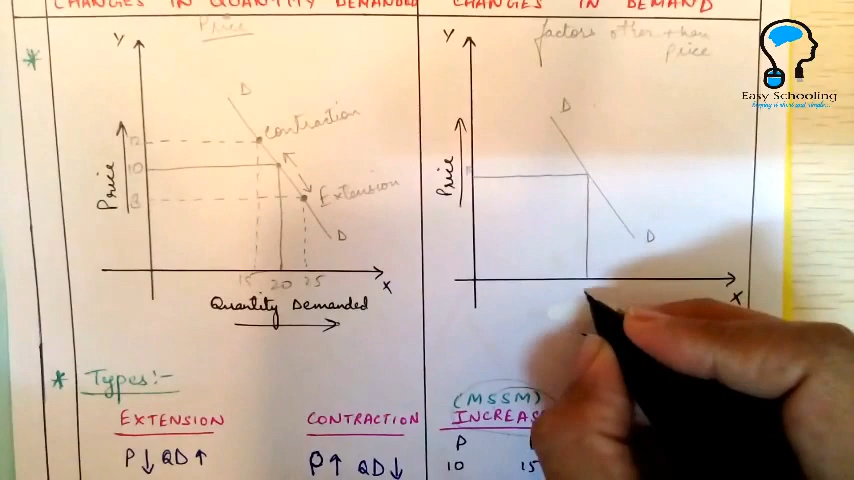 CHANGES IN QUANTITY DEMANDED
Price
Y
D
contraction
12
10
8
Extension
D
Price
15 20 25
X
Quantity Demanded
CHANGES IN DEMAND
factors other than
price
Y
D
D
Price
X
Easy Schooling
Types:-
EXTENSION
P↓ QD↑
CONTRACTION
P↑ QD↓
(MSSM)
INCREAS
P
10 15